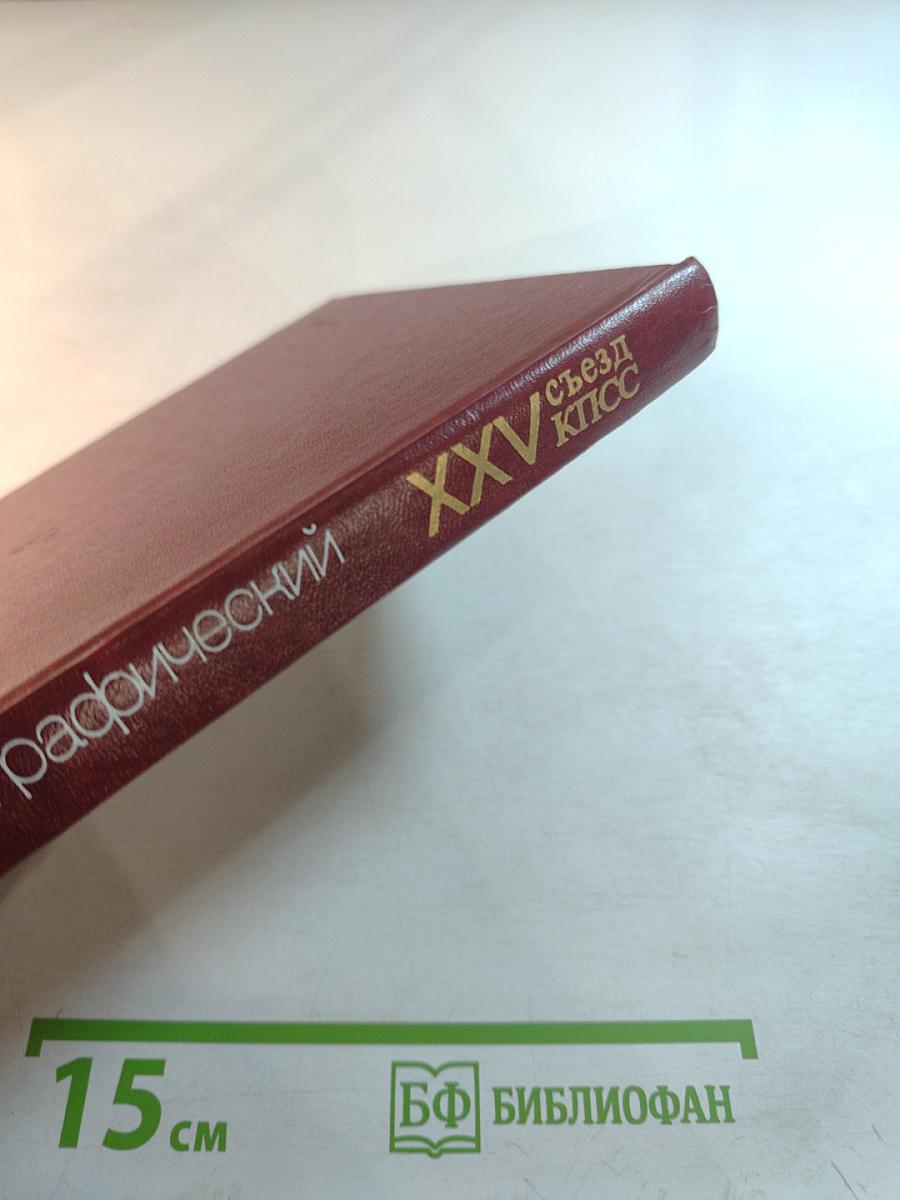 XXV съезд
КПСС
рафический
15 см
БФ БИБЛИОФАН